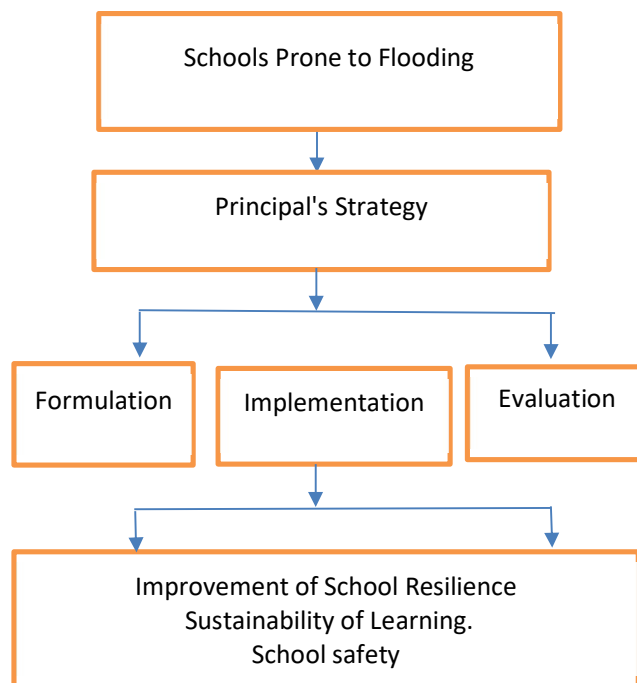 Schools Prone to Flooding
Principal's Strategy
Formulation
Implementation
Evaluation
Improvement of School Resilience
Sustainability of Learning.
School safety